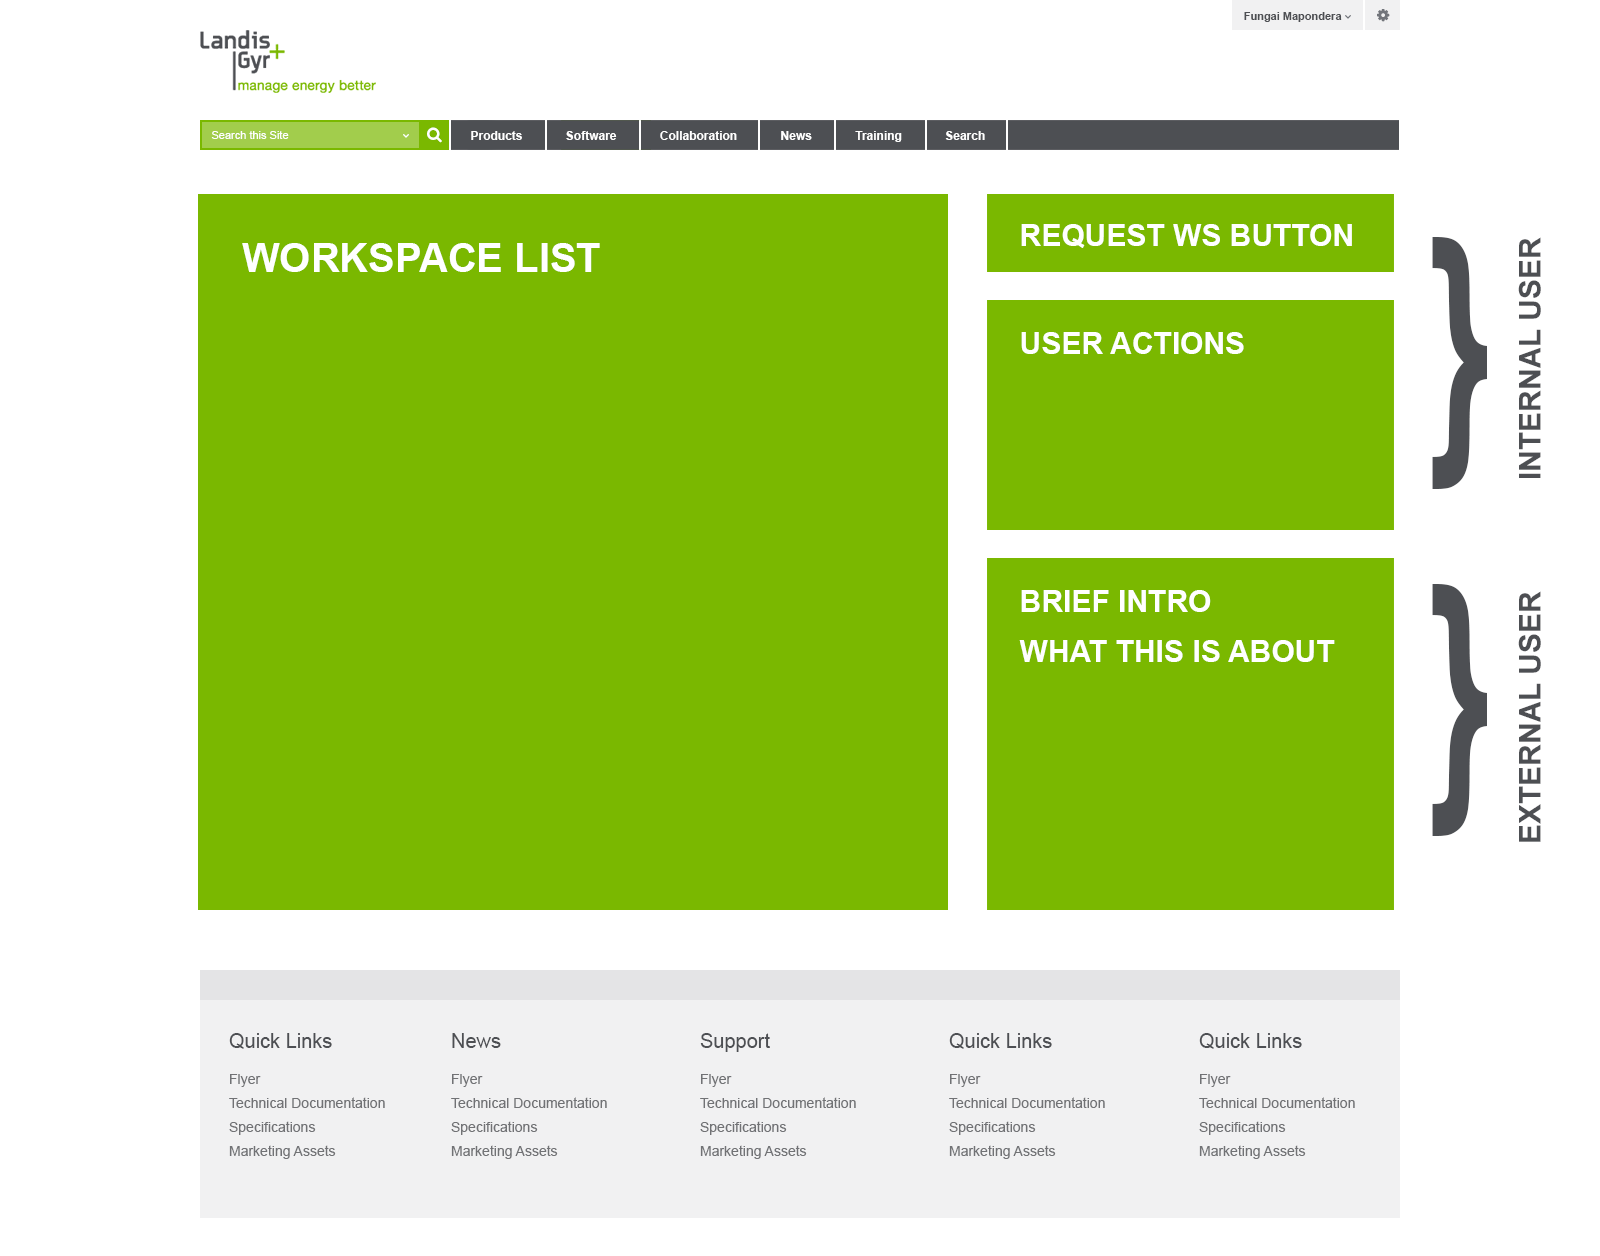 Fungai Mapondera
Landis+
Gyr
manage energy better
Search this Site
Products
Software
Collaboration
News
Training
Search
WORKSPACE LIST
REQUEST WS BUTTON
USER ACTIONS
INTERNAL USER
BRIEF INTRO
WHAT THIS IS ABOUT
EXTERNAL USER
Quick Links
Flyer
Technical Documentation
Specifications
Marketing Assets
News
Flyer
Technical Documentation
Specifications
Marketing Assets
Support
Flyer
Technical Documentation
Specifications
Marketing Assets
Quick Links
Flyer
Technical Documentation
Specifications
Marketing Assets
Quick Links
Flyer
Technical Documentation
Specifications
Marketing Assets